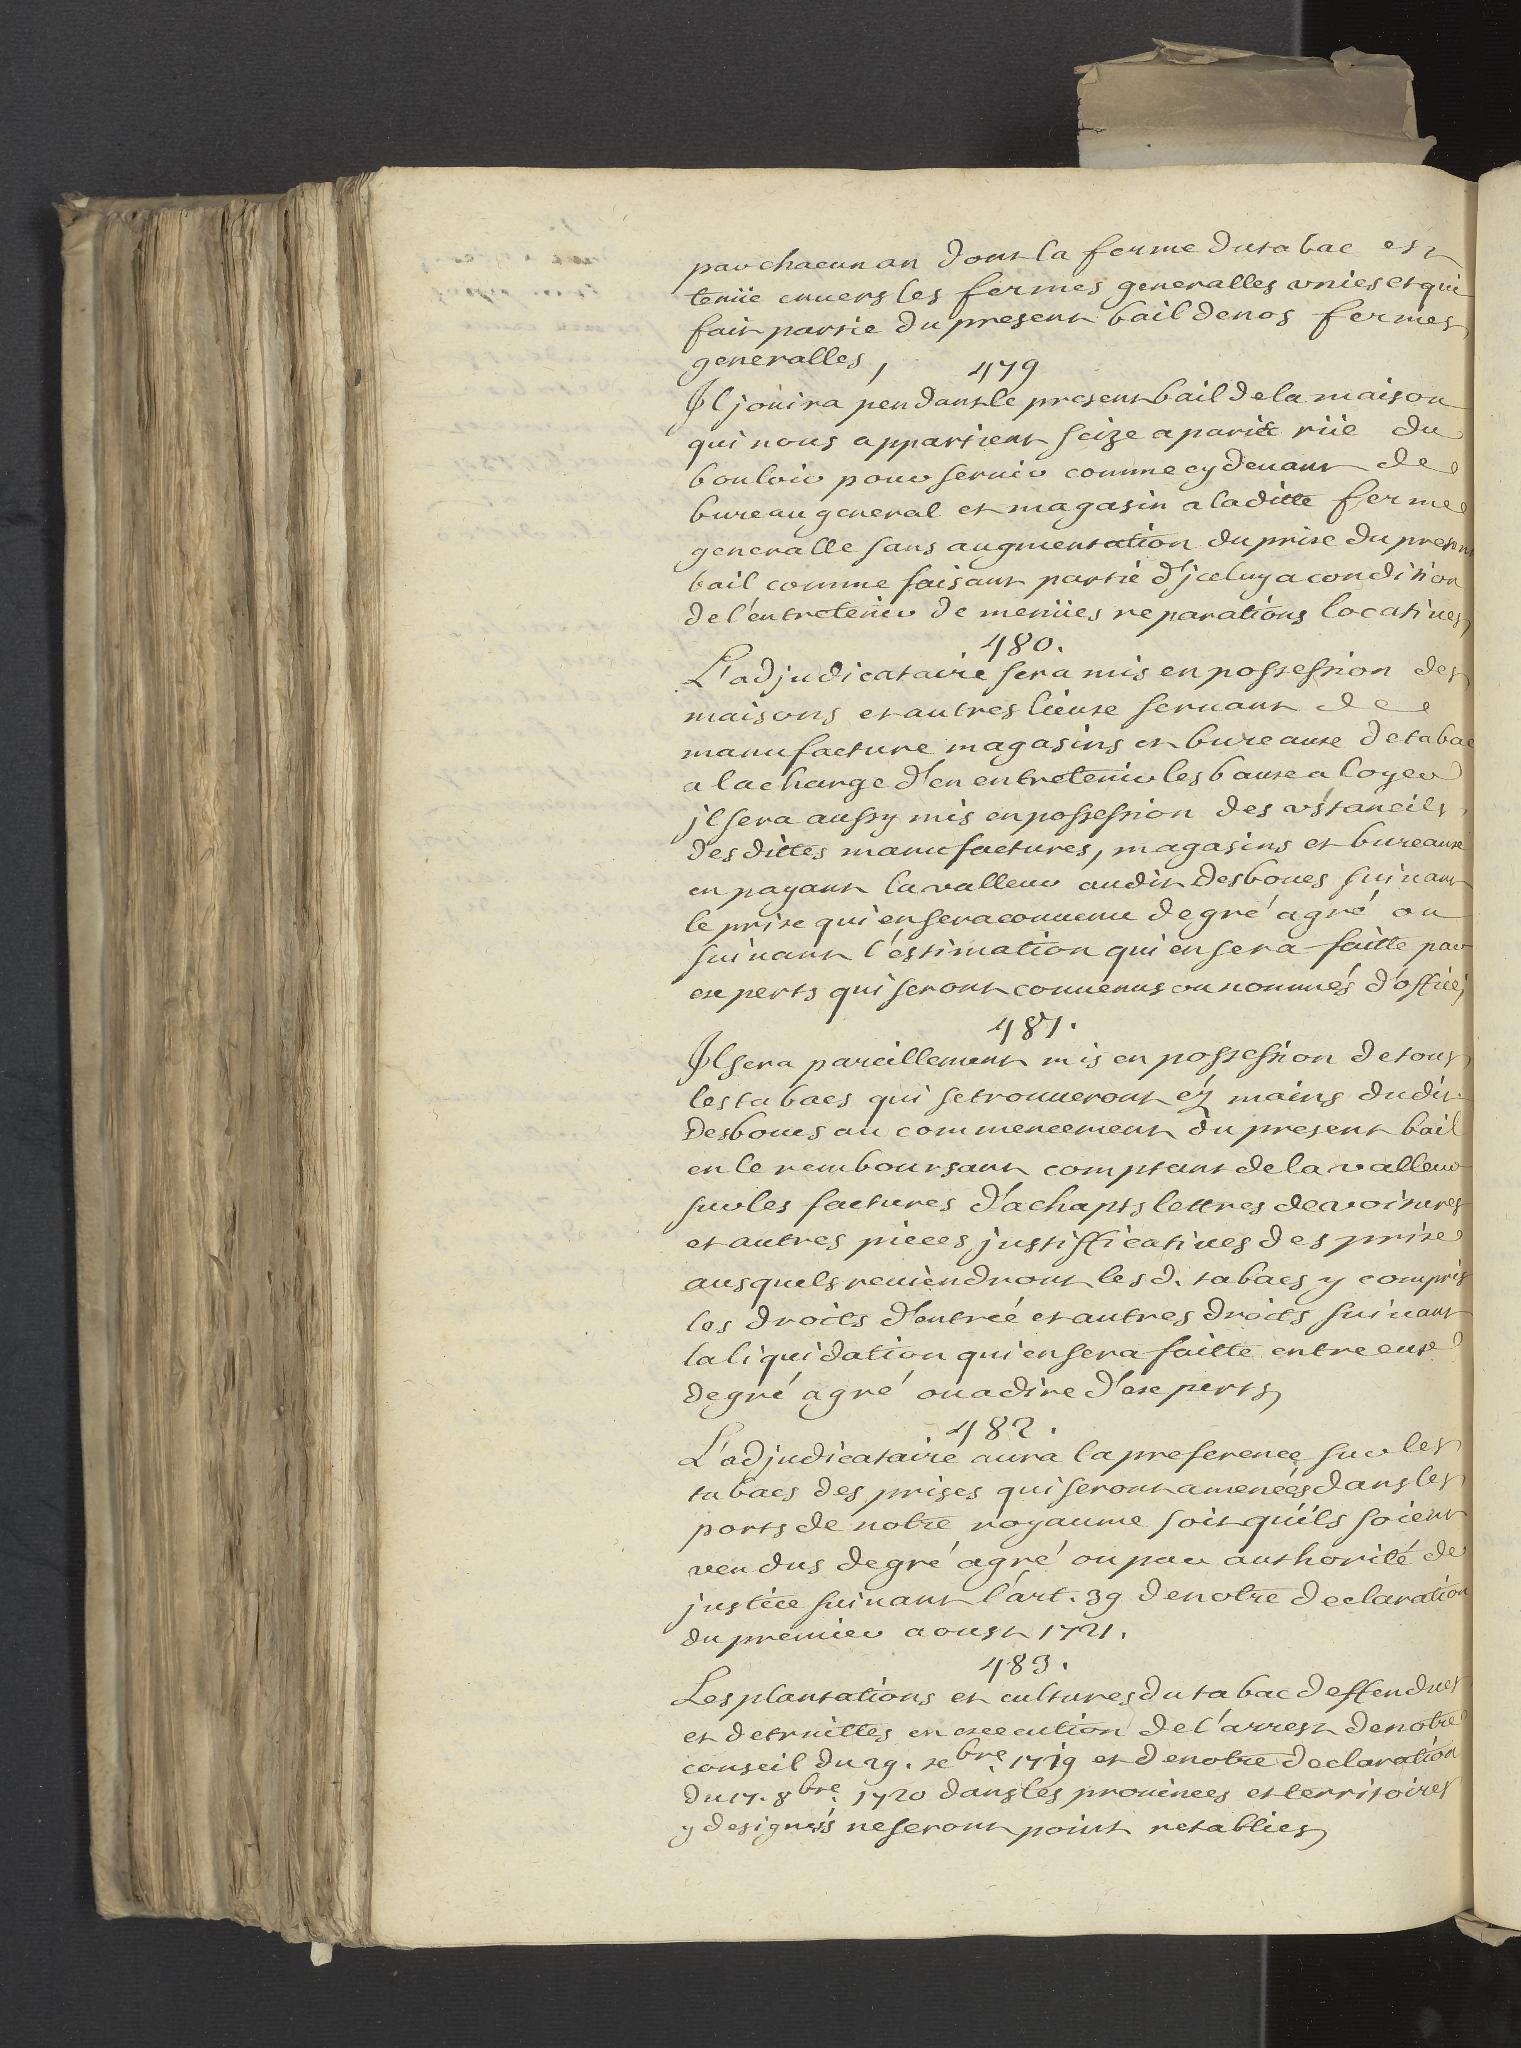 par chacun an dont la ferme du tabac est
tenüe envers les fermes generalles unies et qui
fait partie du present bail de nos fermes
generalles,
479
Il joüira pendant le present bail de la maison
qui nous appartient seize a paris rüe du
bouloir pour servir comme cy devant de
bureau general et magasin a laditte ferme
generalle sans augmentation du prix du present
bail comme faisant partie d'jceluy a condition
de l'entretenir de menües reparations locatives
480.
L'adjudicataire sera mis en possession des
maisons et autres lieux servant de
manufacture magasins et bureaux de tabac
a la charge d'en entretenir les baux a loyer
jl sera aussy mis en possession des ustancils
des dittes manufactures, magasins et bureaux
en payant la valleur audit Desboues suivant
le prix qui en sera convenu de gré a gré ou
suivant l'éstimation qui en sera faitte par
experts qui seront convenus ou nommés d'office,
481.
Il sera pareillement mis en possession de tous
les tabacs qui se trouveront éz mains dudit
Desboues au commencement du present bail
en le remboursant comptant de la valleur
sur les factures d'achapts lettres de voitures
et autres pieces justifficatives des prix
ausquels reviendront les d. tabacs y compris
les droits d'entreé et autres droits suivant
la liquidation qui en sera faitte entre eux
de gré a gré ou a dire d'experts
482.
L'adjudicataire aura la preference sur les
tabacs des prises qui seront amenées dans les
ports de notre royaume soit qu'ils soient
vendus de gré a gré ou par authorité de
justice suivant l'art. 39 de notre declaration
du premier aoust 1721.
483.
Les plantations et cultures du tabac deffendues
et detruittes en execution de l'arrest de notre
conseil du 29. xbre. 1719 et de notre declaration
du 17. 8bre. 1720 dans les provinces et territoires
y designés ne seront point retablies